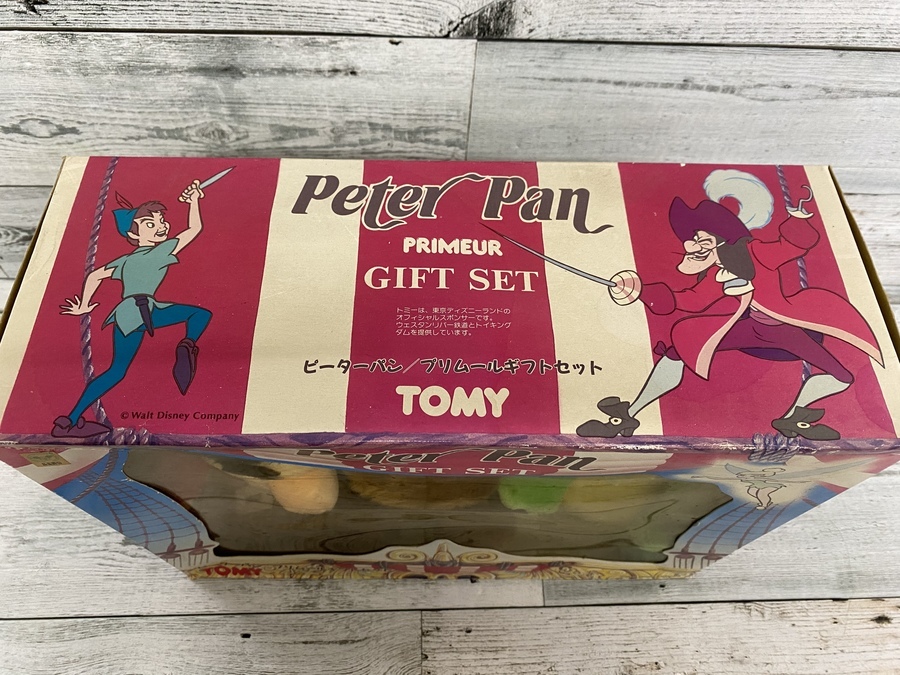 Peter Pan
PRIMEUR
GIFT SET
トミーは、東京ディズニーランドの
オフィシャルスポンサーです。
ウェスタンリバー鉄道とトイキング
ダムを提供しています。
ピーターパン/プリムールギフトセット
TOMY
© Walt Disney Company
Peter Pan
GIFT SET
TOMY